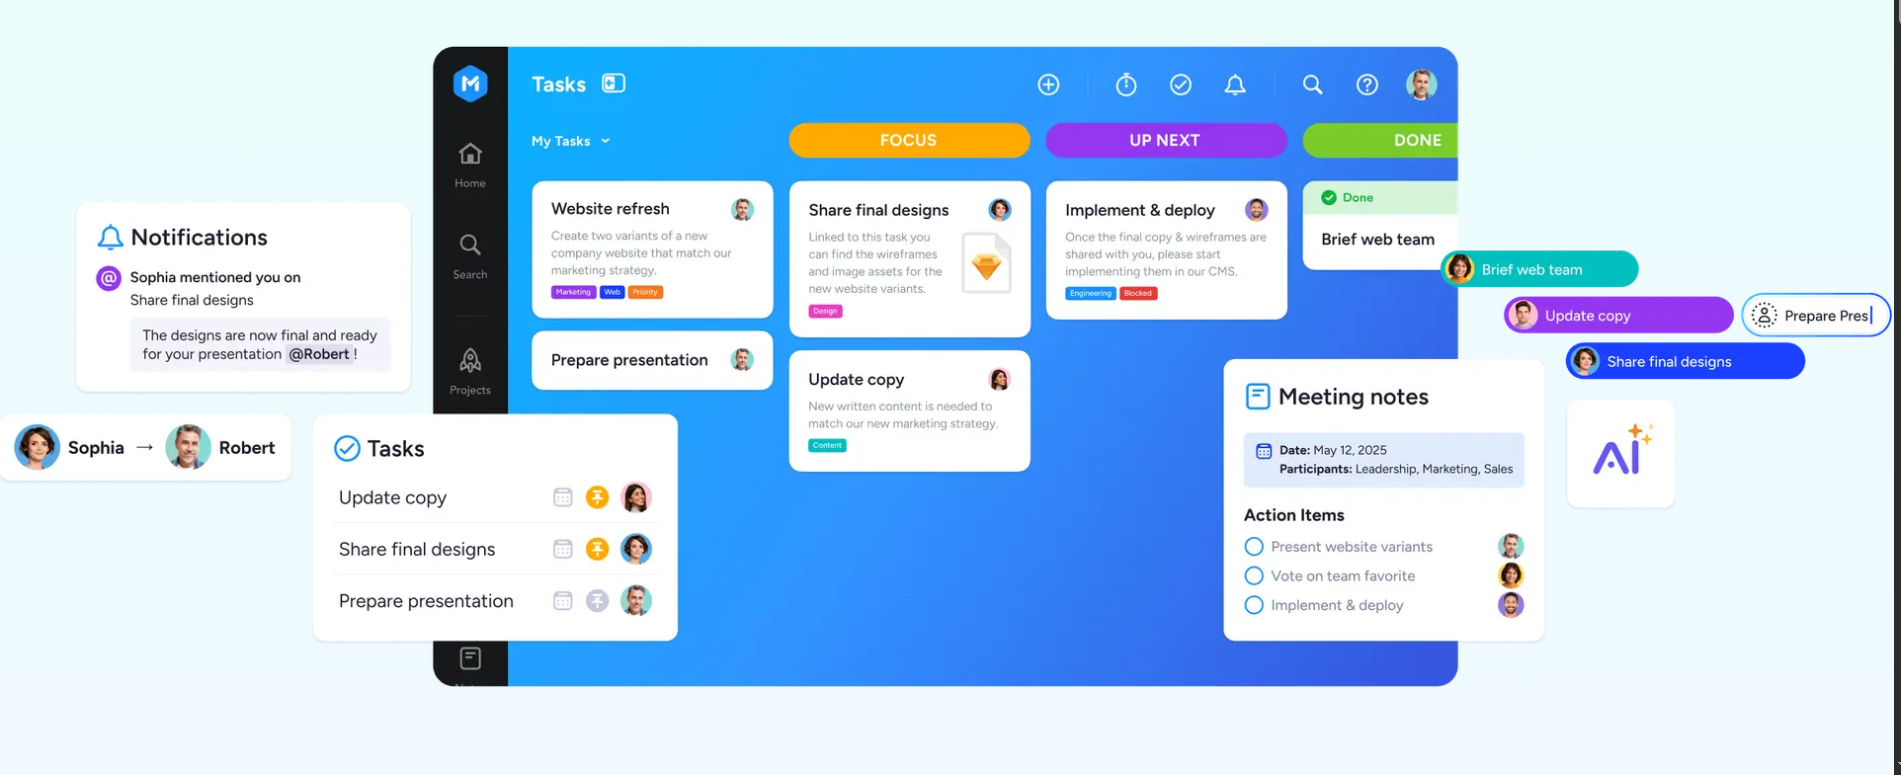 Tasks
My Tasks
FOCUS
UP NEXT
DONE
Home
Search
Projects
Website refresh
Create two variants of a new
company website that match our
marketing strategy.
Marketing Web Priority
Prepare presentation
Share final designs
Linked to this task you
can find the wireframes
and image assets for the
new website variants.
Design
Update copy
New written content is needed to
match our new marketing strategy.
Content
Implement & deploy
Once the final copy & wireframes are
shared with you, please start
implementing them in our CMS.
Engineering Blocked
Done
Brief web team
Notifications
@ Sophia mentioned you on
Share final designs
The designs are now final and ready
for your presentation @Robert !
Sophia → Robert
Tasks
Update copy
Share final designs
Prepare presentation
Brief web team
Update copy
Prepare Pres
Share final designs
AI
Meeting notes
Date: May 12, 2025
Participants: Leadership, Marketing, Sales
Action Items
Present website variants
Vote on team favorite
Implement & deploy